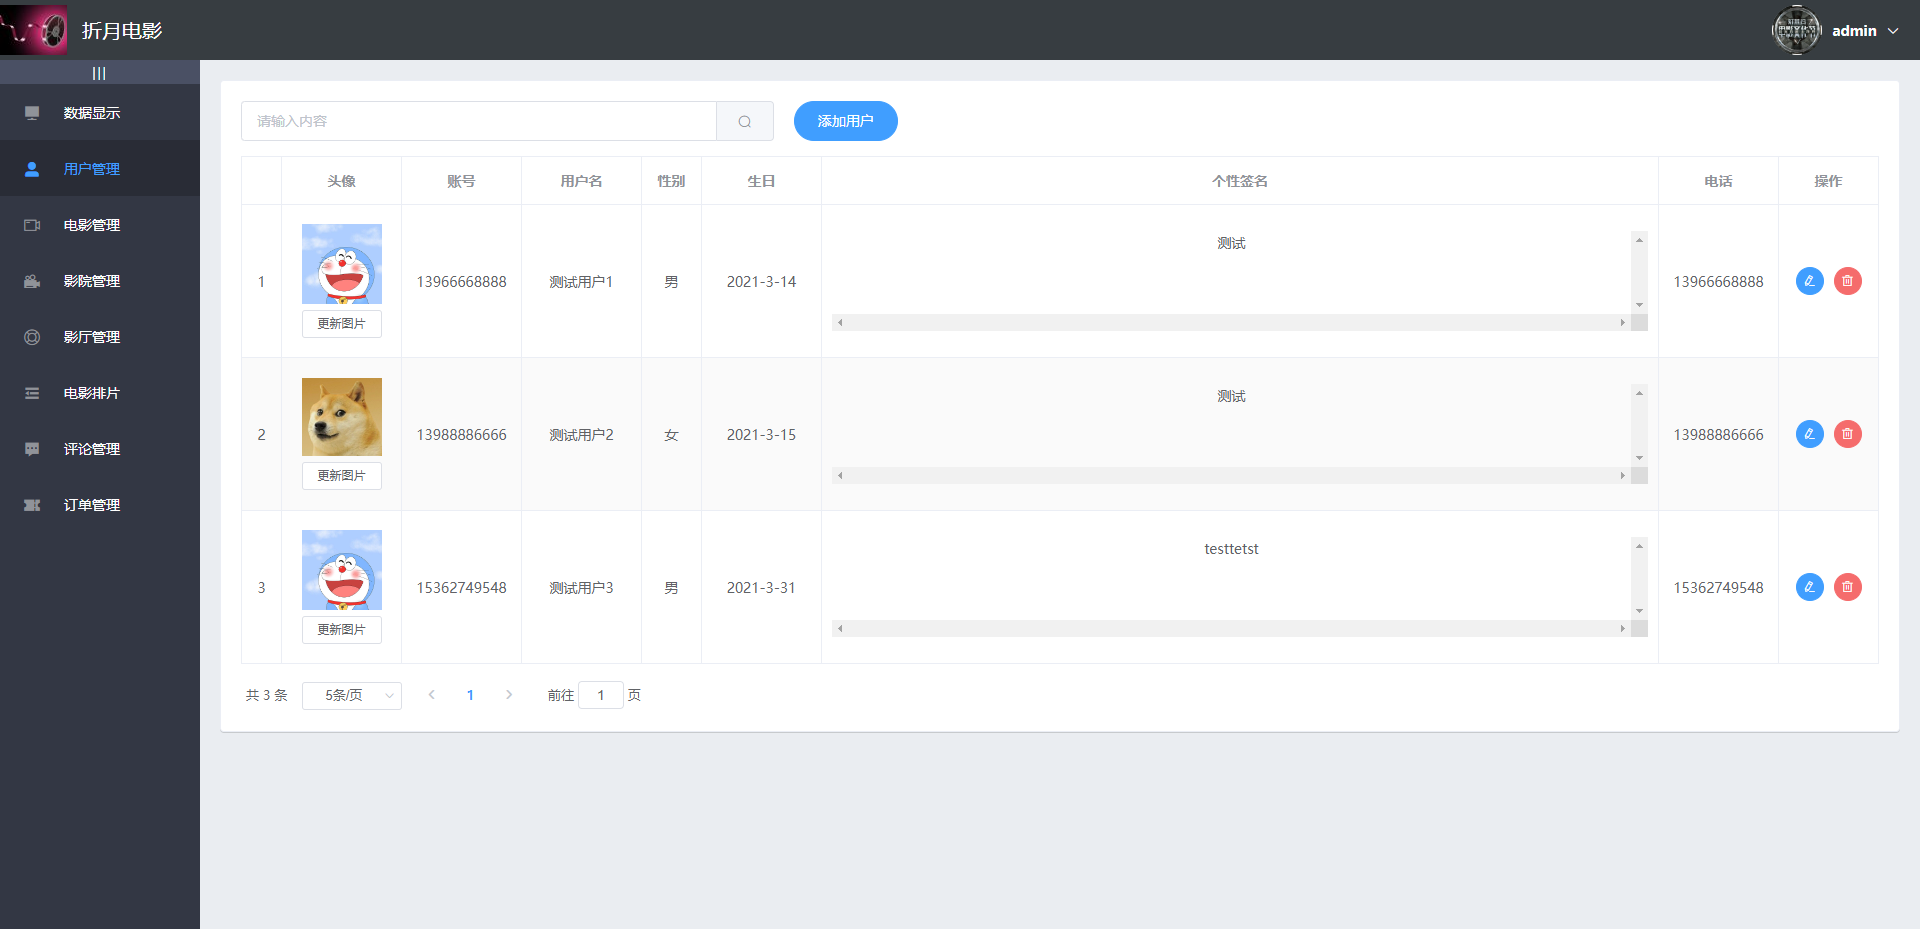 折月电影
admin
|||
数据显示
用户管理
电影管理
影院管理
影厅管理
电影排片
评论管理
订单管理
请输入内容
添加用户
头像 账号 用户名 性别 生日 个性签名 电话 操作
1 13966668888 测试用户1 男 2021-3-14 测试 13966668888
更新图片
2 13988886666 测试用户2 女 2021-3-15 测试 13988886666
更新图片
3 15362749548 测试用户3 男 2021-3-31 testtetst 15362749548
更新图片
共 3 条 5条/页 1 前往 1 页